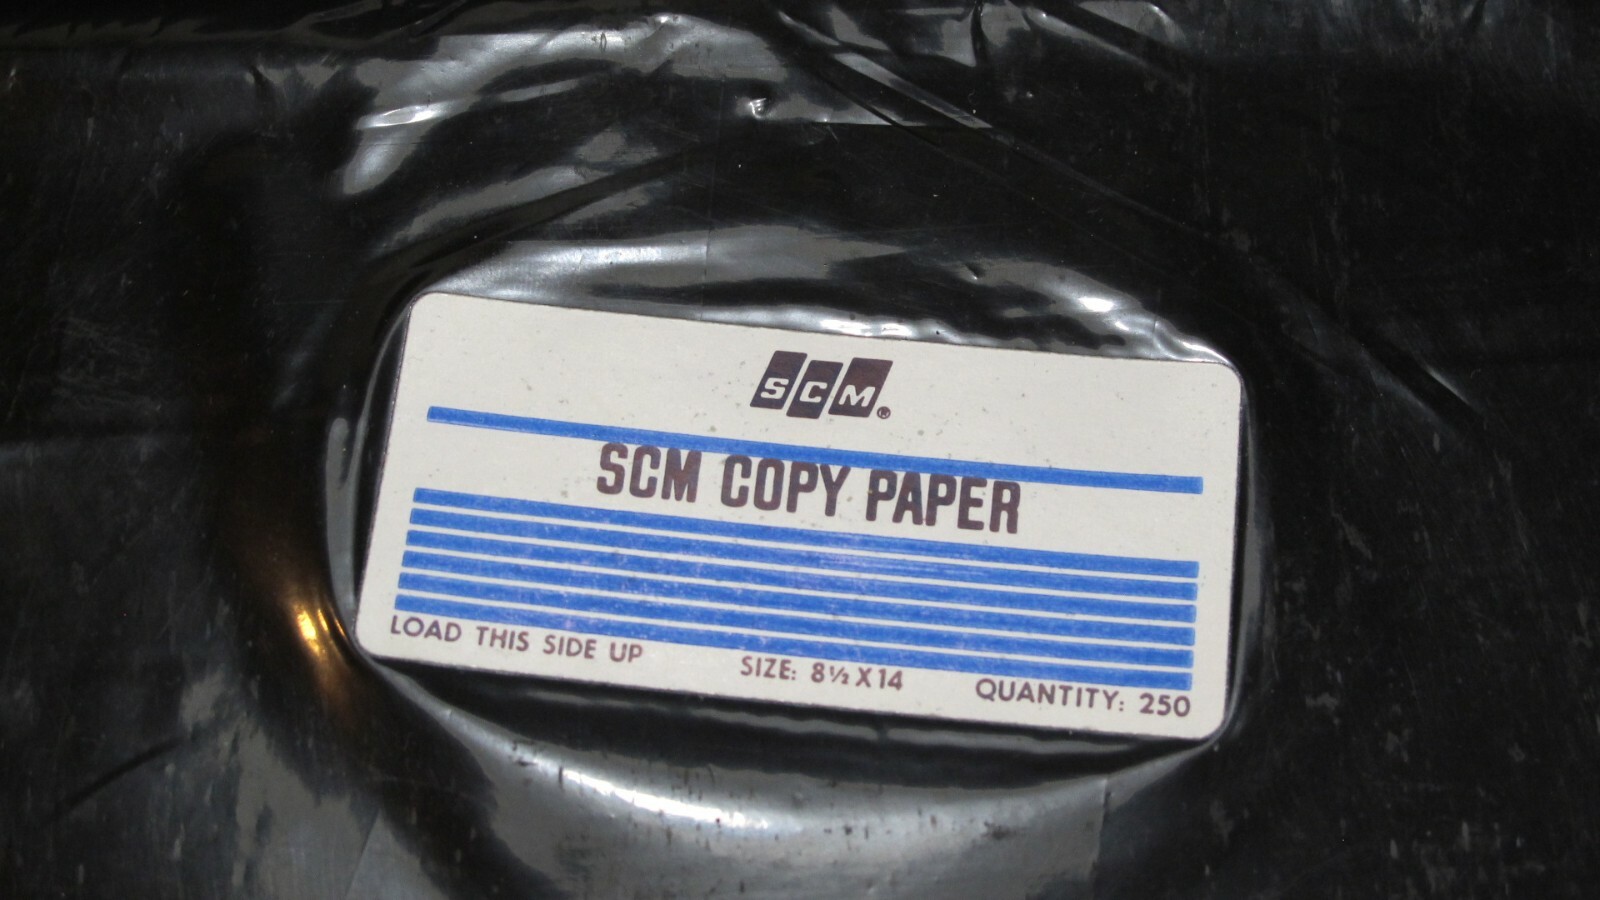 SCM®
SCM COPY PAPER
LOAD THIS SIDE UP SIZE: 8½ X 14 QUANTITY: 250